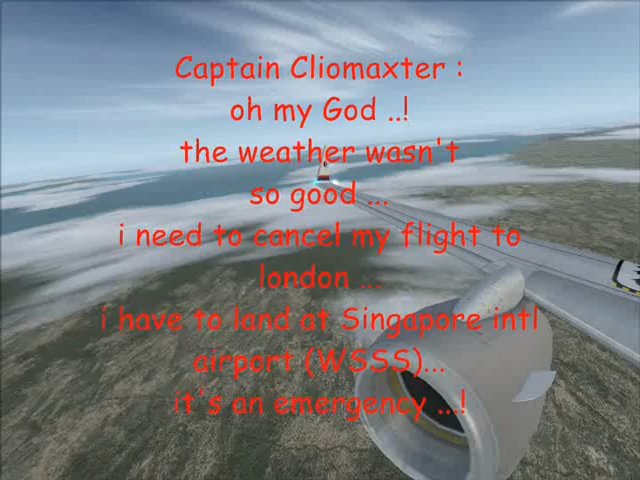 Captain Cliomaxter :
oh my God ..!
the weather wasn't
so good ...
i need to cancel my flight to
london ...
i have to land at Singapore intl
airport (WSSS)...
it's an emergency ...!